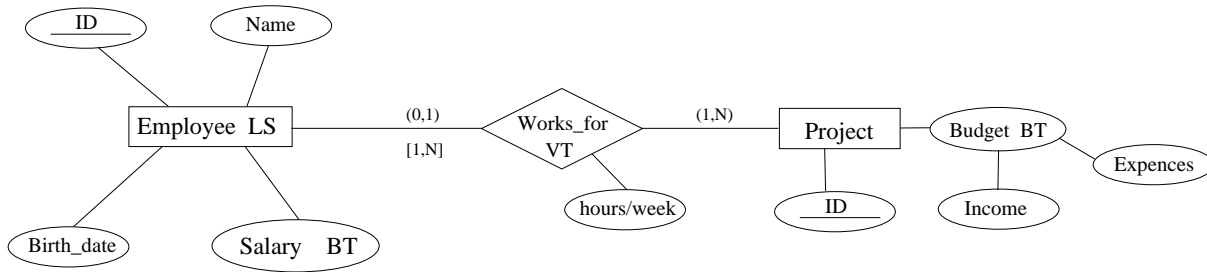 ID
Name
Employee LS
(0,1)
[1,N]
Works_for
VT
(1,N)
Project
Budget BT
Expences
hours/week
ID
Income
Birth_date
Salary BT